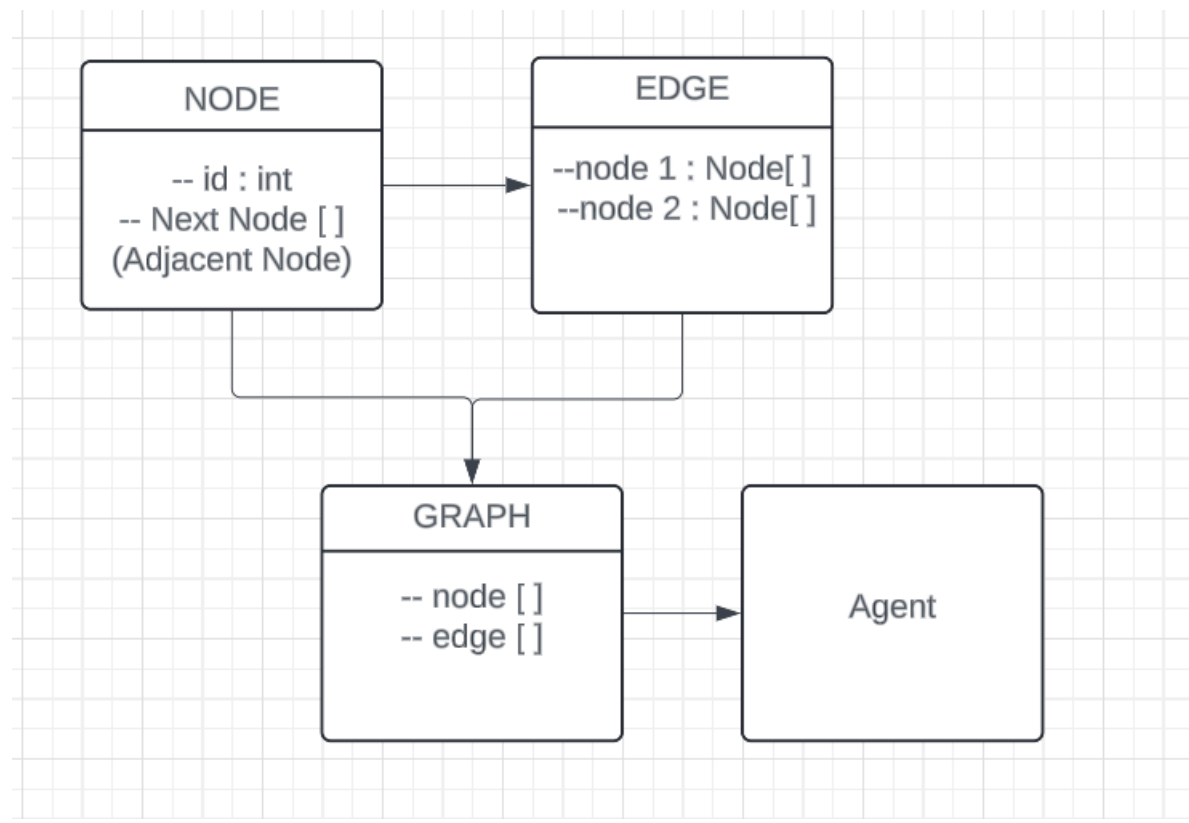 NODE
-- id : int
-- Next Node [ ]
(Adjacent Node)
EDGE
--node 1 : Node[ ]
--node 2 : Node[ ]
GRAPH
-- node [ ]
-- edge [ ]
Agent